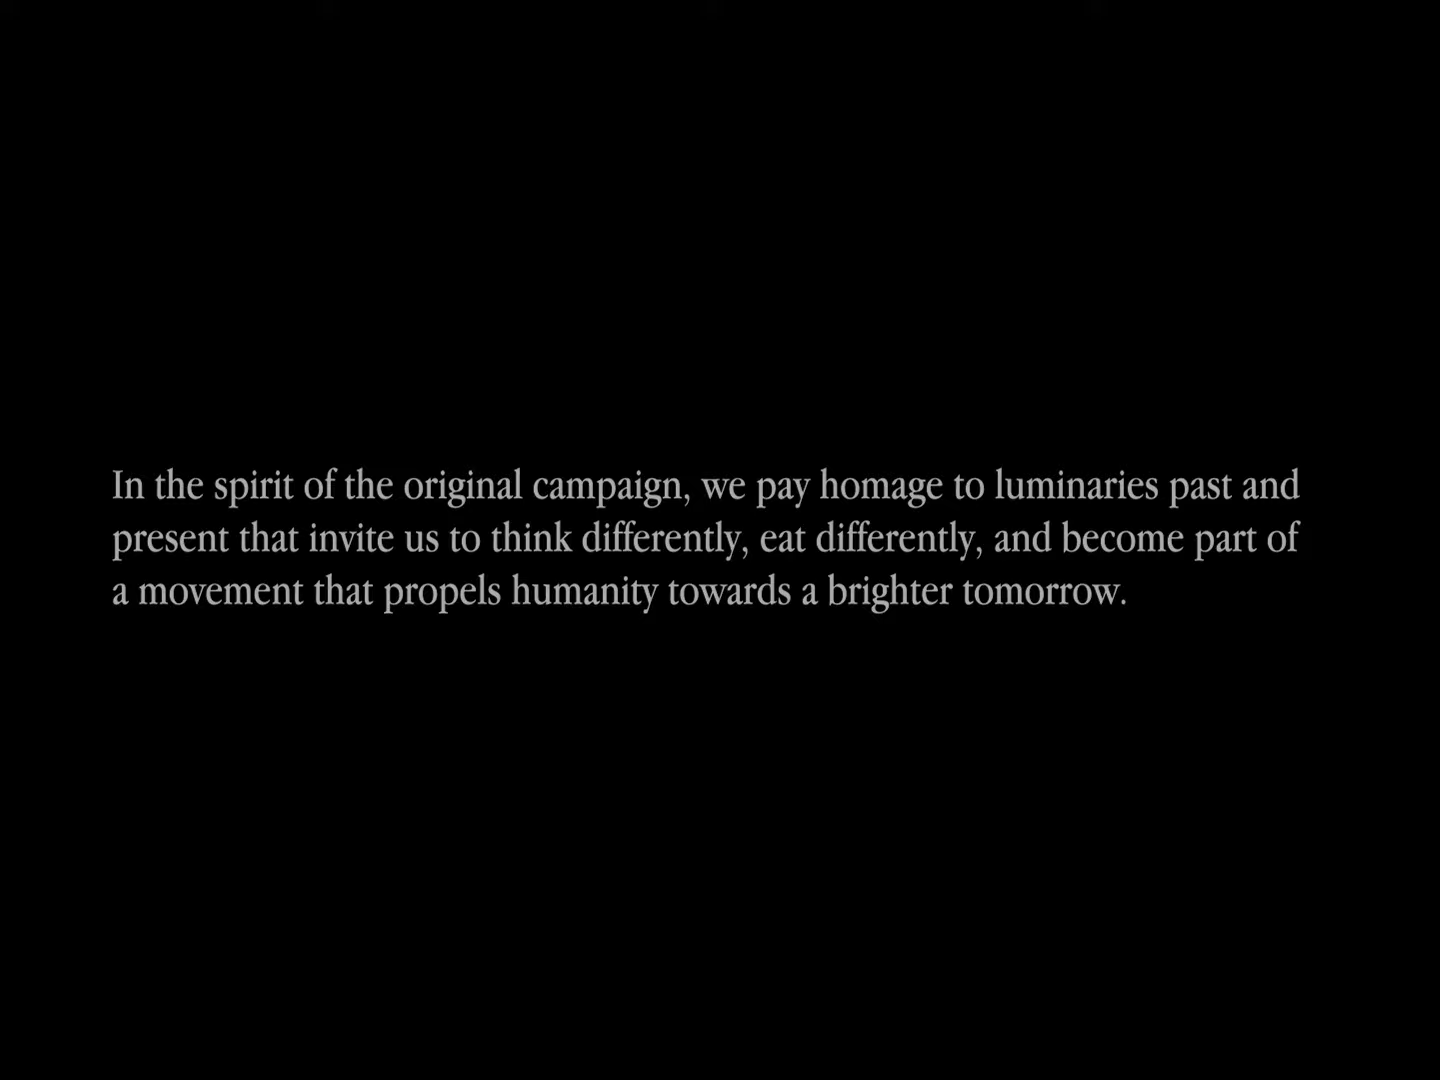 In the spirit of the original campaign, we pay homage to luminaries past and
present that invite us to think differently, eat differently, and become part of
a movement that propels humanity towards a brighter tomorrow.